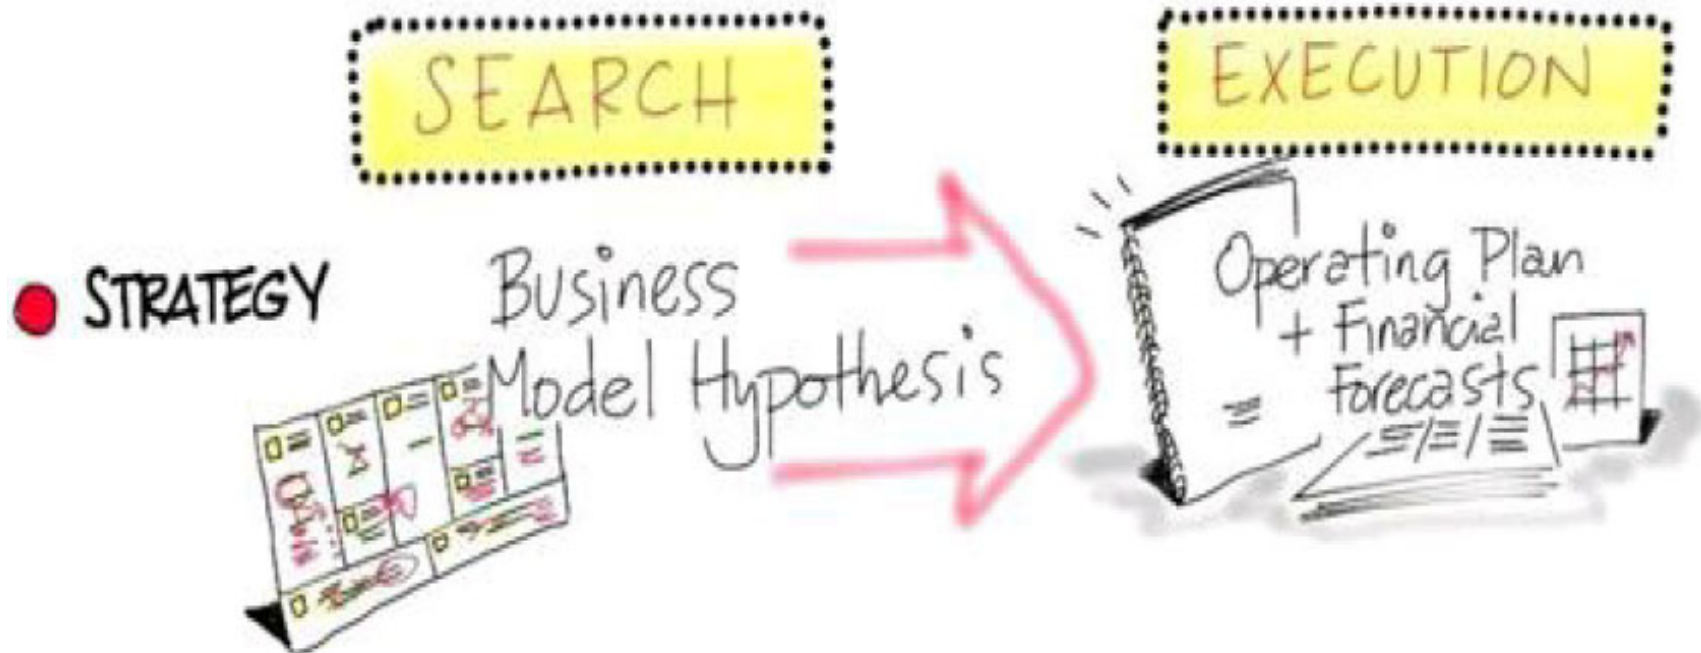 SEARCH
EXECUTION
STRATEGY
Business
Model Hypothesis
Operating Plan
+ Financial
Forecasts